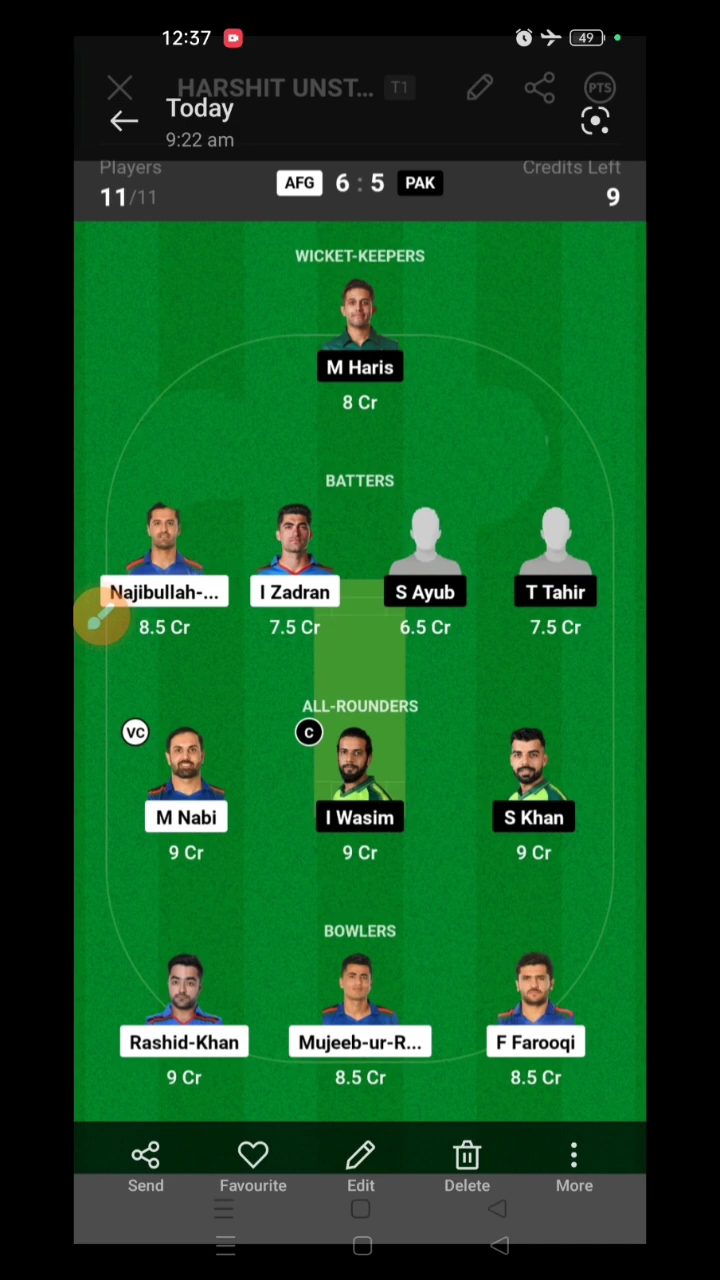 12:37
49
HARSHIT UNST... T1
PTS
Today
9:22 am
Players
Credits Left
11/11
AFG 6 : 5 PAK
9
WICKET-KEEPERS
M Haris
8 Cr
BATTERS
Najibullah-...
I Zadran
S Ayub
T Tahir
8.5 Cr
7.5 Cr
6.5 Cr
7.5 Cr
ALL-ROUNDERS
VC
C
M Nabi
I Wasim
S Khan
9 Cr
9 Cr
9 Cr
BOWLERS
Rashid-Khan
Mujeeb-ur-R...
F Farooqi
9 Cr
8.5 Cr
8.5 Cr
Send
Favourite
Edit
Delete
More